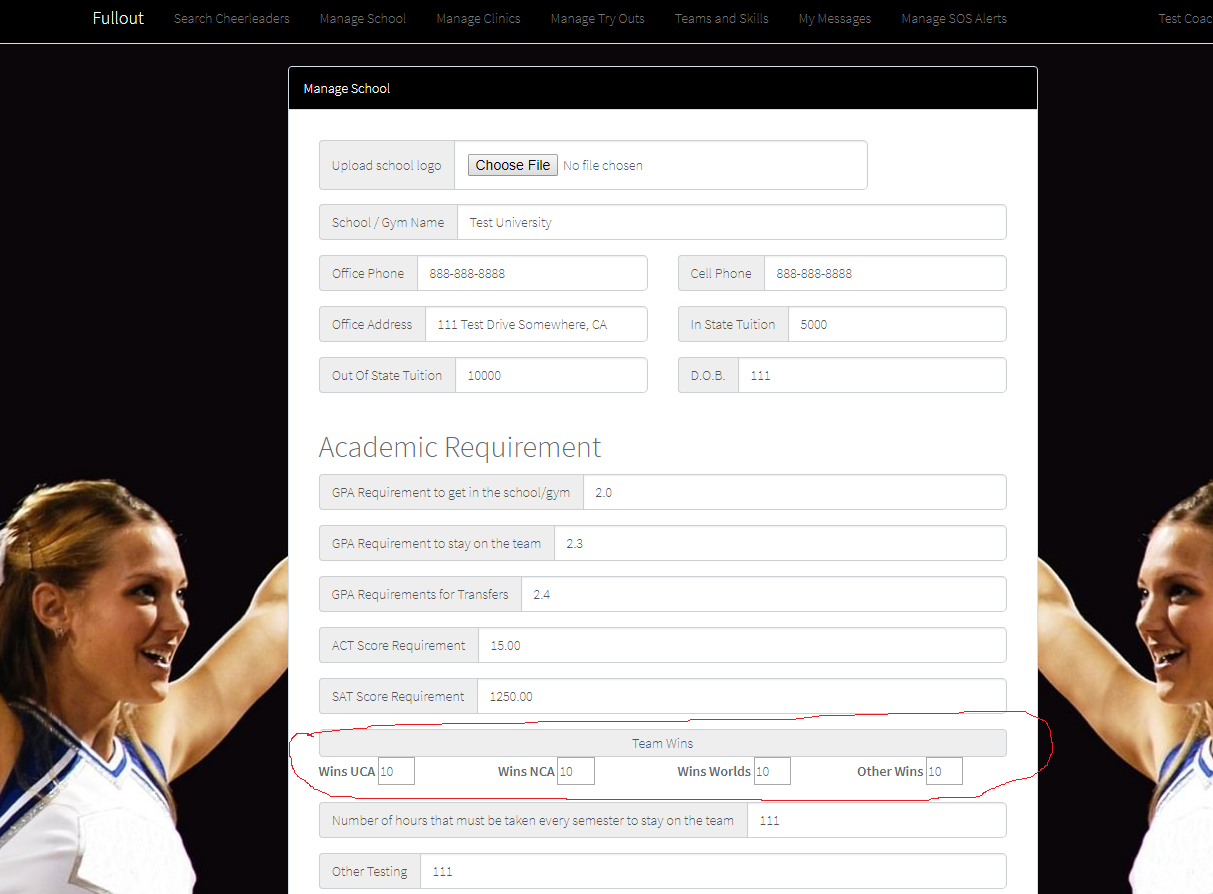 Fullout Search Cheerleaders Manage School Manage Clinics Manage Try Outs Teams and Skills My Messages Manage SOS Alerts Test Coac
Manage School
Upload school logo Choose File No file chosen
School / Gym Name Test University
Office Phone 888-888-8888 Cell Phone 888-888-8888
Office Address 111 Test Drive Somewhere, CA In State Tuition 5000
Out Of State Tuition 10000 D.O.B. 111
Academic Requirement
GPA Requirement to get in the school/gym 2.0
GPA Requirement to stay on the team 2.3
GPA Requirements for Transfers 2.4
ACT Score Requirement 15.00
SAT Score Requirement 1250.00
Team Wins
Wins UCA 10 Wins NCA 10 Wins Worlds 10 Other Wins 10
Number of hours that must be taken every semester to stay on the team 111
Other Testing 111